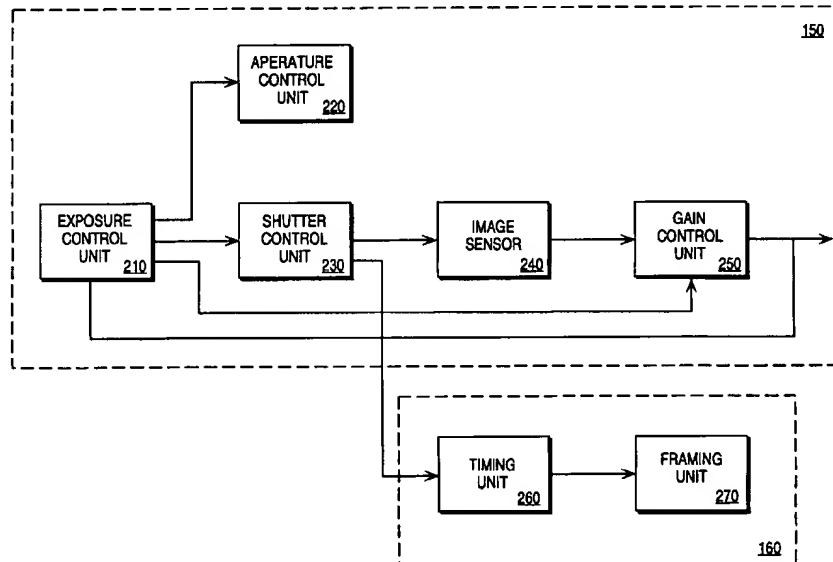 150
APERATURE
CONTROL
UNIT
220
EXPOSURE
CONTROL
UNIT
210
SHUTTER
CONTROL
UNIT
230
IMAGE
SENSOR
240
GAIN
CONTROL
UNIT
250
TIMING
UNIT
260
FRAMING
UNIT
270
160